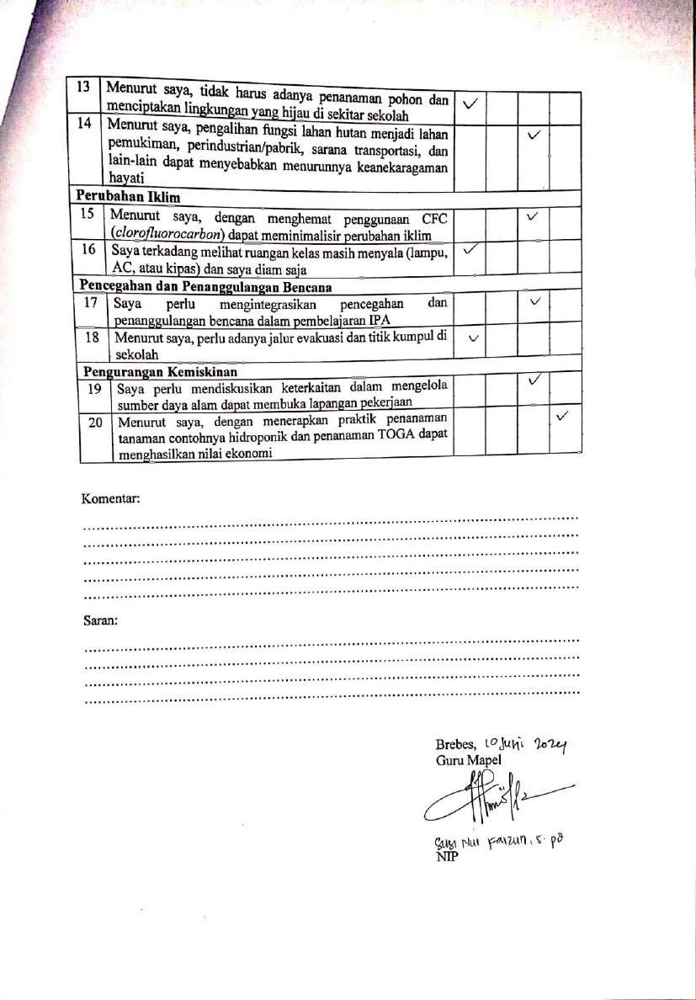 13 Menurut saya, tidak harus adanya penanaman pohon dan
menciptakan lingkungan yang hijau di sekitar sekolah ✓
14 Menurut saya, pengalihan fungsi lahan hutan menjadi lahan
pemukiman, perindustrian/pabrik, sarana transportasi, dan ✓
lain-lain dapat menyebabkan menurunnya keanekaragaman
hayati
Perubahan Iklim
15 Menurut saya, dengan menghemat penggunaan CFC ✓
(clorofluorocarbon) dapat meminimalisir perubahan iklim
16 Saya terkadang melihat ruangan kelas masih menyala (lampu, ✓
AC, atau kipas) dan saya diam saja
Pencegahan dan Penanggulangan Bencana
17 Saya perlu mengintegrasikan pencegahan dan ✓
penanggulangan bencana dalam pembelajaran IPA
18 Menurut saya, perlu adanya jalur evakuasi dan titik kumpul di ✓
sekolah
Pengurangan Kemiskinan
19 Saya perlu mendiskusikan keterkaitan dalam mengelola ✓
sumber daya alam dapat membuka lapangan pekerjaan
20 Menurut saya, dengan menerapkan praktik penanaman ✓
tanaman contohnya hidroponik dan penanaman TOGA dapat
menghasilkan nilai ekonomi
Komentar:
Saran:
Brebes, 10 Juni 2024
Guru Mapel
Nur Faizun, S.Pd
NIP